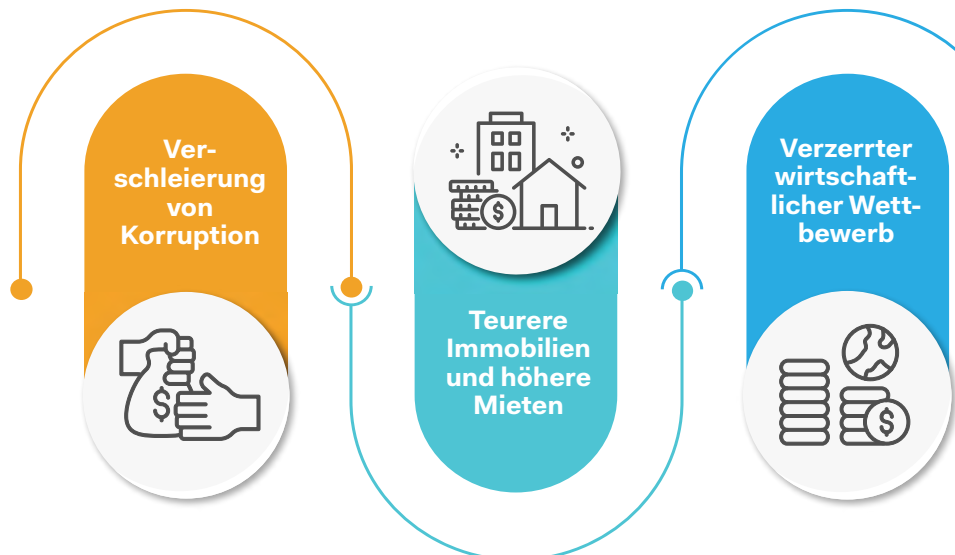 Ver-
schleierung
von
Korruption
$
Teurere
Immobilien
und höhere
Mieten
$
Verzerrter
wirtschaft-
licher Wett-
bewerb
$